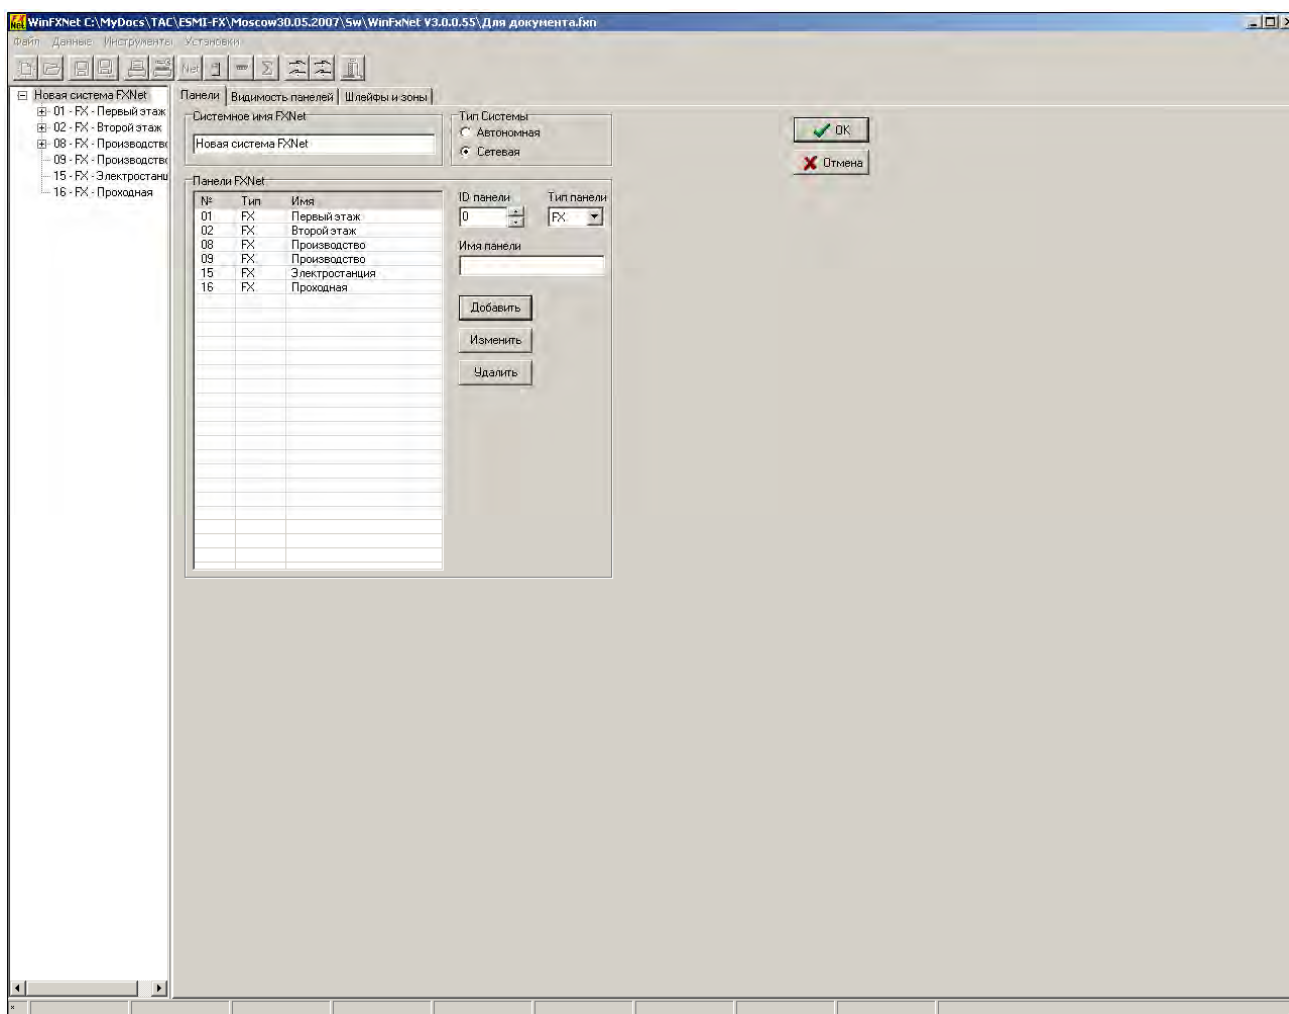 WinFXNet C:\MyDocs\TAC\ESMI-FX\Moscow30.05.2007\Sw\WinFxNet V3.0.0.55\Для документа.fxn
Файл Данные Инструменты Установки
Net Σ
Новая система FXNet
01 - FX - Первый этаж
02 - FX - Второй этаж
08 - FX - Производство
09 - FX - Производство
15 - FX - Электростанц
16 - FX - Проходная
Панели Видимость панелей Шлейфы и зоны
Системное имя FXNet
Новая система FXNet
Тип Системы
Автономная
Сетевая
OK
Отмена
Панели FXNet
№ Тип Имя
01 FX Первый этаж
02 FX Второй этаж
08 FX Производство
09 FX Производство
15 FX Электростанция
16 FX Проходная
ID панели Тип панели
0 FX
Имя панели
Добавить
Изменить
Удалить